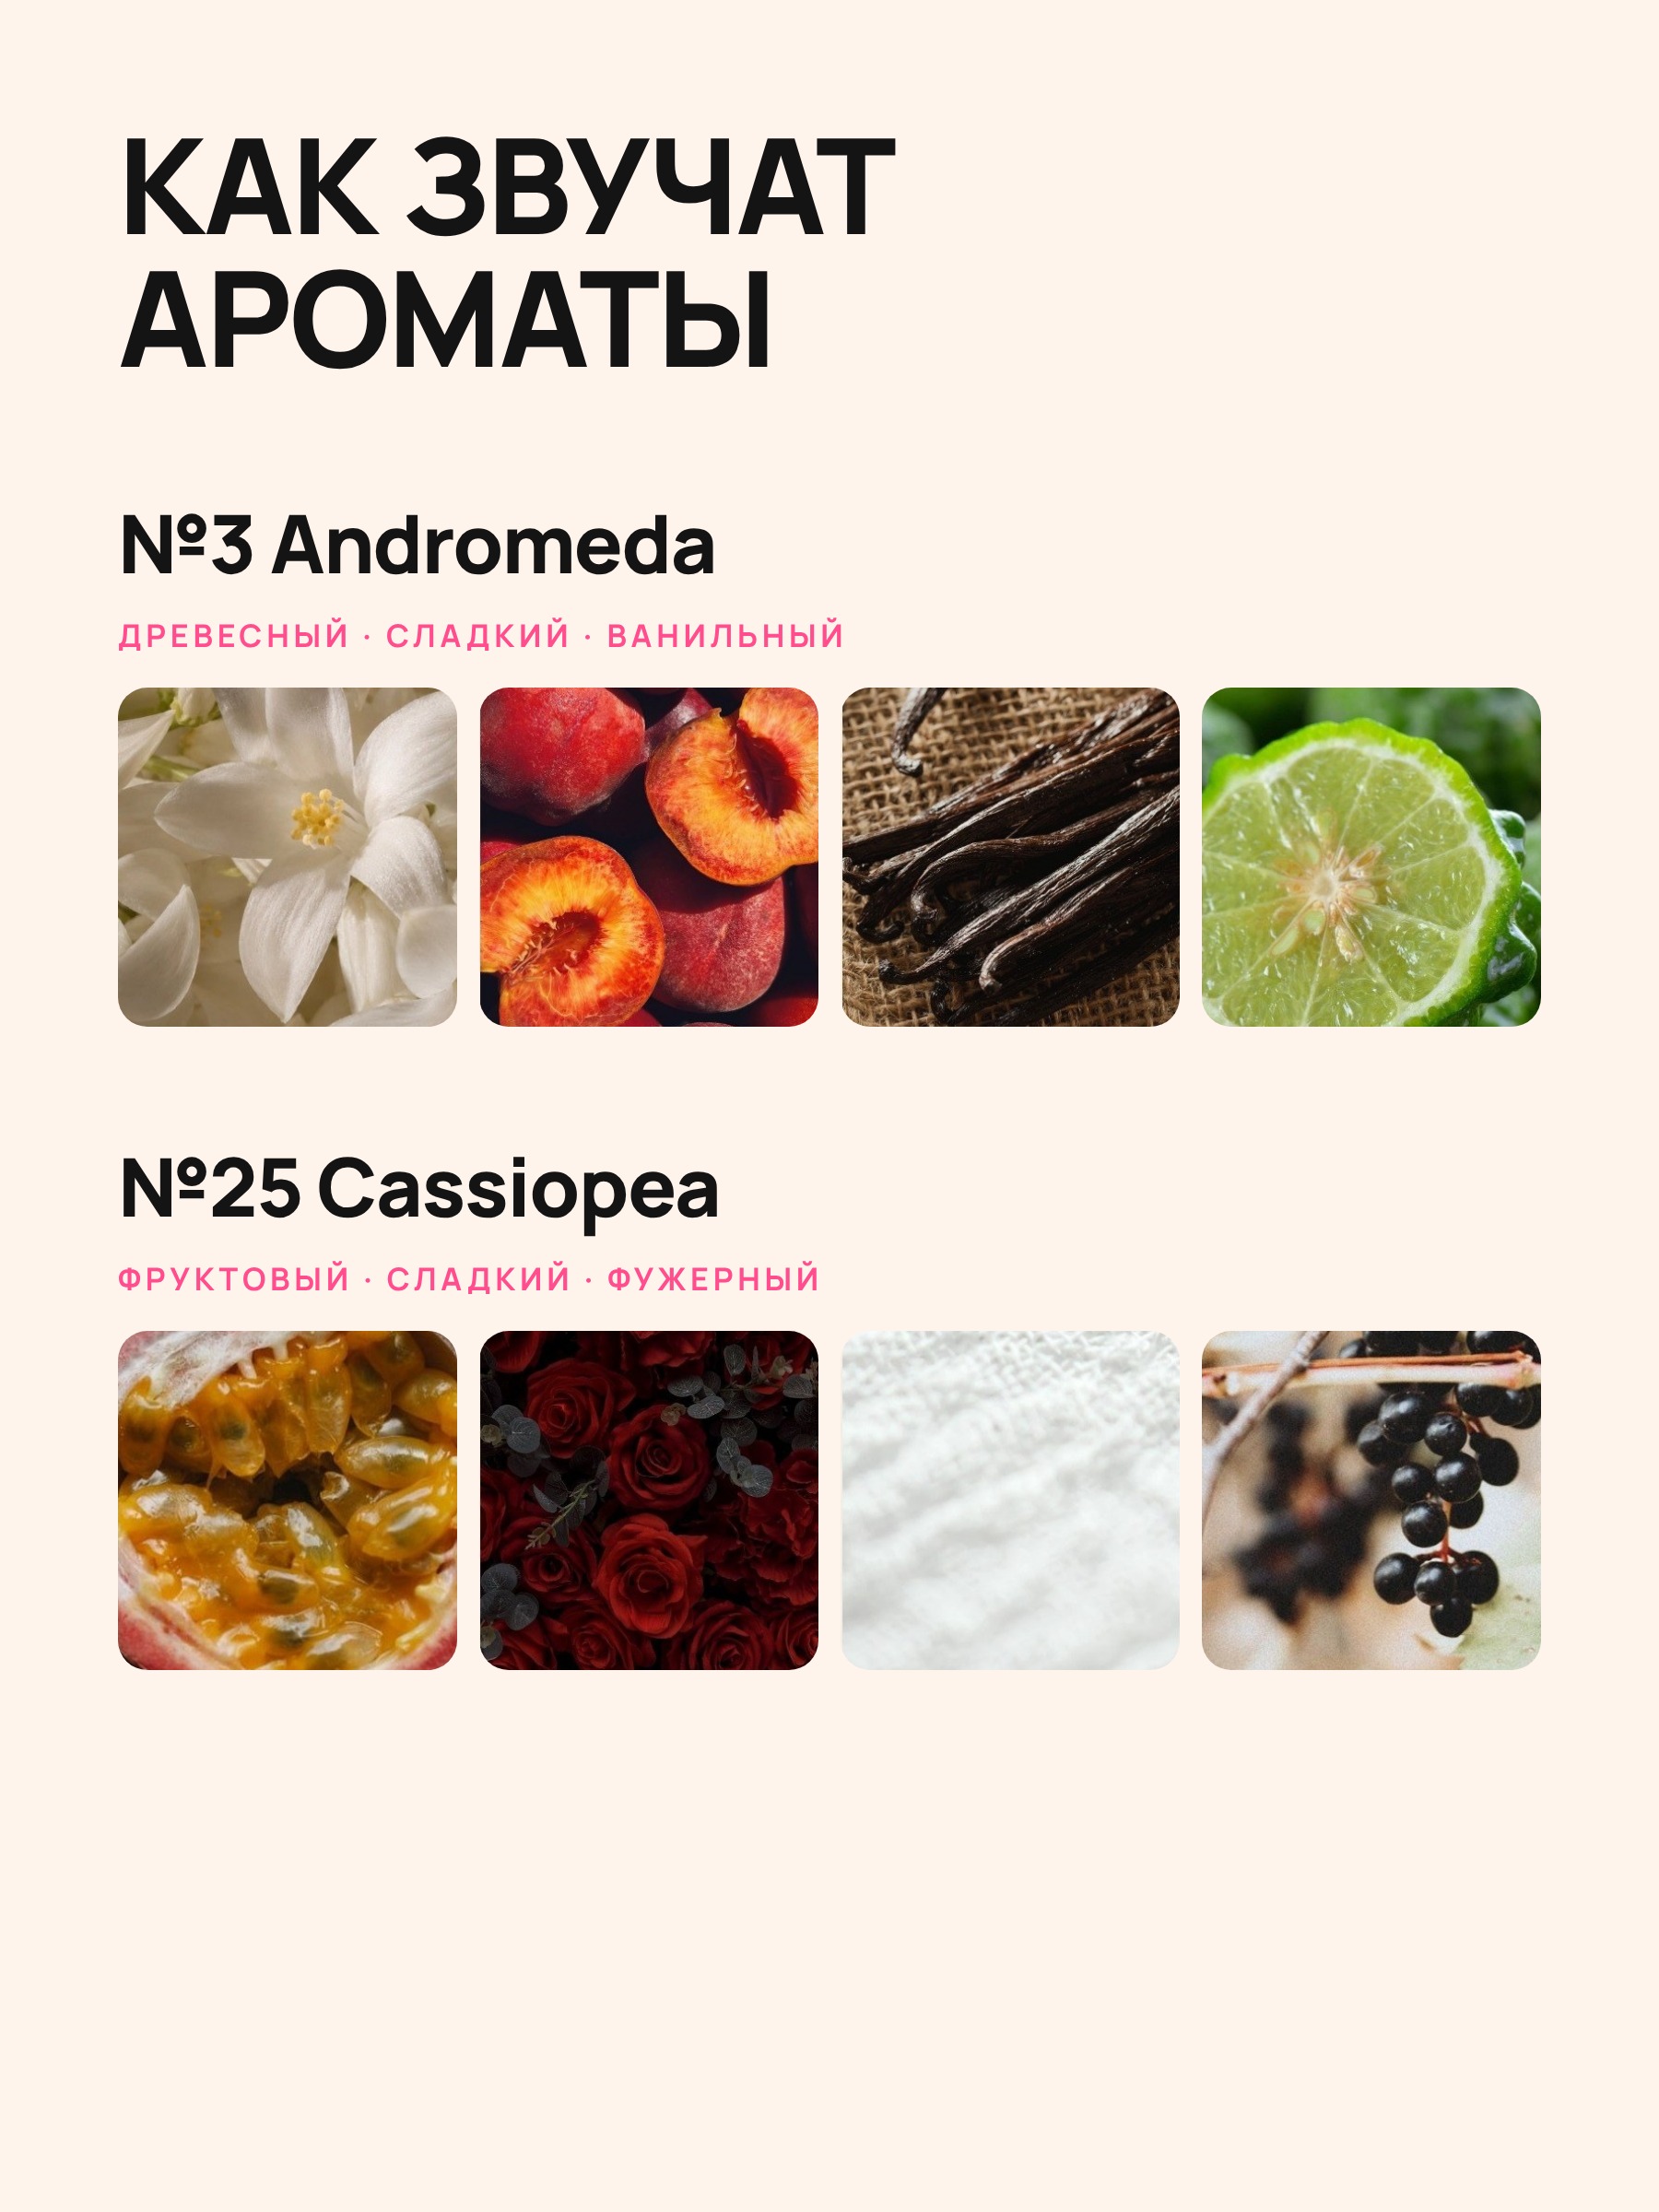 КАК ЗВУЧАТ
АРОМАТЫ
№3 Andromeda
ДРЕВЕСНЫЙ · СЛАДКИЙ · ВАНИЛЬНЫЙ
№25 Cassiopea
ФРУКТОВЫЙ · СЛАДКИЙ · ФУЖЕРНЫЙ